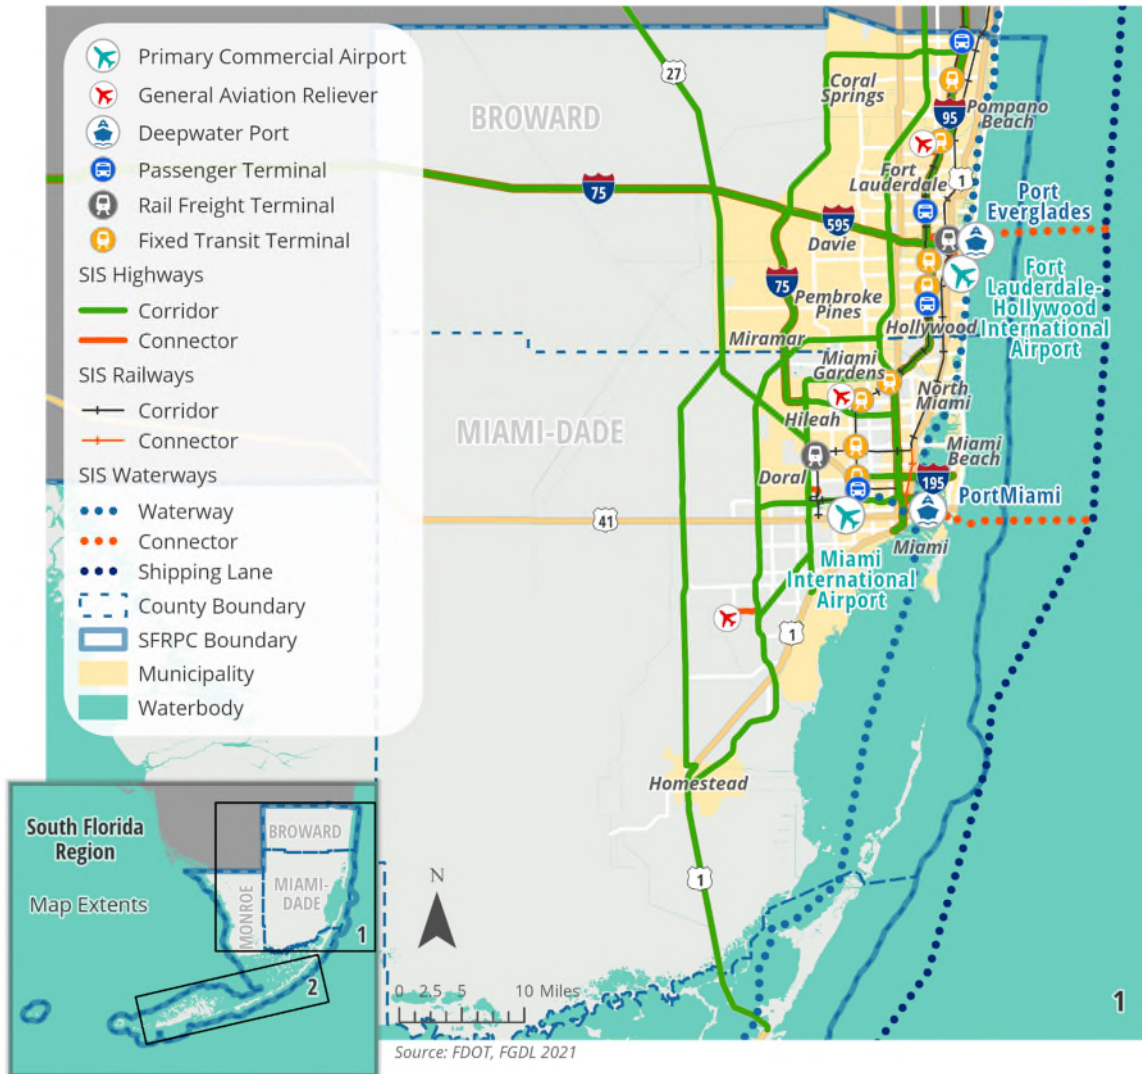 Primary Commercial Airport
General Aviation Reliever
Deepwater Port
Passenger Terminal
Rail Freight Terminal
Fixed Transit Terminal
SIS Highways
Corridor
Connector
SIS Railways
Corridor
Connector
SIS Waterways
Waterway
Connector
Shipping Lane
County Boundary
SFRPC Boundary
Municipality
Waterbody
27
BROWARD
Coral
Springs
95
Pompano
Beach
75
Fort
Lauderdale
1
595
Davie
Port
Everglades
75
Pembroke
Pines
Fort
Lauderdale-
Hollywood
International
Airport
Hollywood
Miramar
Miami
Gardens
North
Miami
Hileah
MIAMI-DADE
Miami
Beach
Doral
195
PortMiami
41
Miami
Miami
International
Airport
1
Homestead
1
South Florida
Region
Map Extents
BROWARD
MIAMI-
DADE
MONROE
1
2
N
0 2.5 5 10 Miles
1
Source: FDOT, FGDL 2021